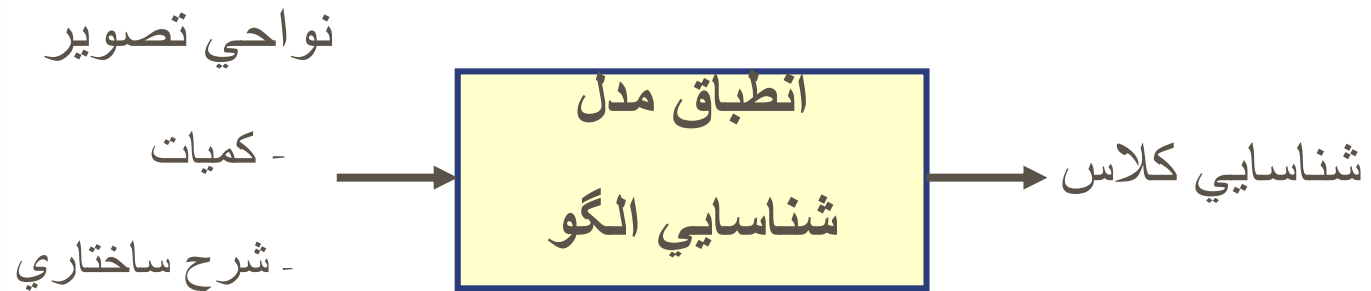 نواحي تصوير
- كميات
- شرح ساختاري
انطباق مدل
شناسايي الگو
شناسايي كلاس